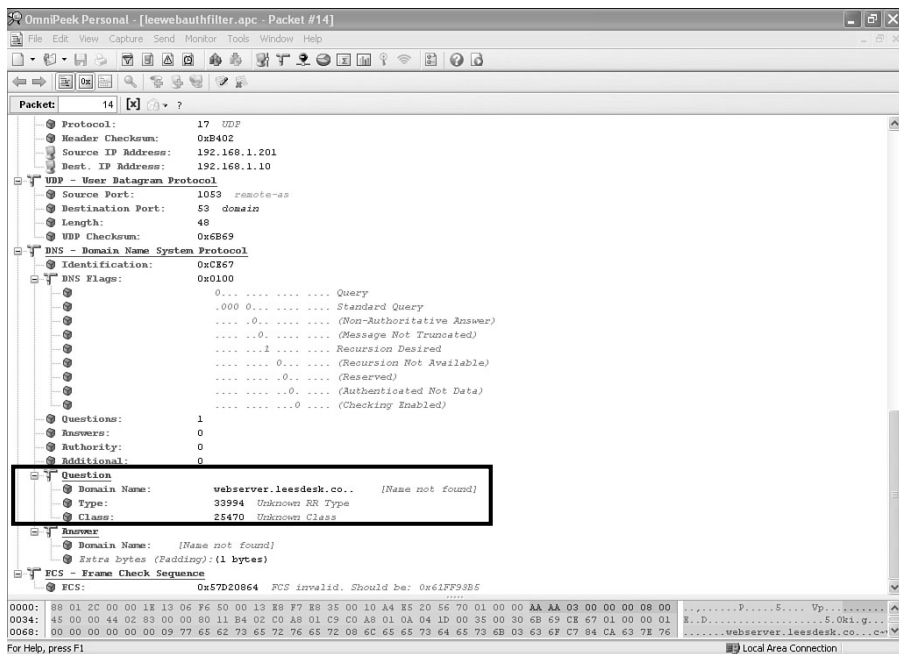 OmniPeek Personal - [leewebauthfilter.apc - Packet #14]
File Edit View Capture Send Monitor Tools Window Help
Packet: 14 [x] ?
Protocol: 17 UDP
Header Checksum: 0xB402
Source IP Address: 192.168.1.201
Dest. IP Address: 192.168.1.10
UDP - User Datagram Protocol
Source Port: 1053 remote-as
Destination Port: 53 domain
Length: 48
UDP Checksum: 0x6B69
DNS - Domain Name System Protocol
Identification: 0xCE67
DNS Flags: 0x0100
0... .... .... .... Query
.000 0... .... .... Standard Query
.... .0.. .... .... (Non-Authoritative Answer)
.... ..0. .... .... (Message Not Truncated)
.... ...1 .... .... Recursion Desired
.... .... 0... .... (Recursion Not Available)
.... .... .0.. .... (Reserved)
.... .... ..0. .... (Authenticated Not Data)
.... .... ...0 .... (Checking Enabled)
Questions: 1
Answers: 0
Authority: 0
Additional: 0
Question
Domain Name: webserver.leesdesk.co.. [Name not found]
Type: 33994 Unknown RR Type
Class: 25470 Unknown Class
Answer
Domain Name: [Name not found]
Extra bytes (Padding):(1 bytes)
FCS - Frame Check Sequence
FCS: 0x57D20864 FCS invalid. Should be: 0x61FF93B5
0000: 88 01 2C 00 00 1E 13 06 F6 50 00 13 E8 F7 E8 35 00 10 A4 E5 20 56 70 01 00 00 AA AA 03 00 00 00 08 00 ..,......P.....5.... Vp...........
0034: 45 00 00 44 02 83 00 00 80 11 B4 02 C0 A8 01 C9 C0 A8 01 0A 04 1D 00 35 00 30 6B 69 CE 67 01 00 00 01 E..D.......................5.0ki.g....
0068: 00 00 00 00 00 00 09 77 65 62 73 65 72 76 65 72 08 6C 65 65 73 64 65 73 6B 03 63 6F C7 84 CA 63 7E 76 .......webserver.leesdesk.co...c~v
For Help, press F1
Local Area Connection